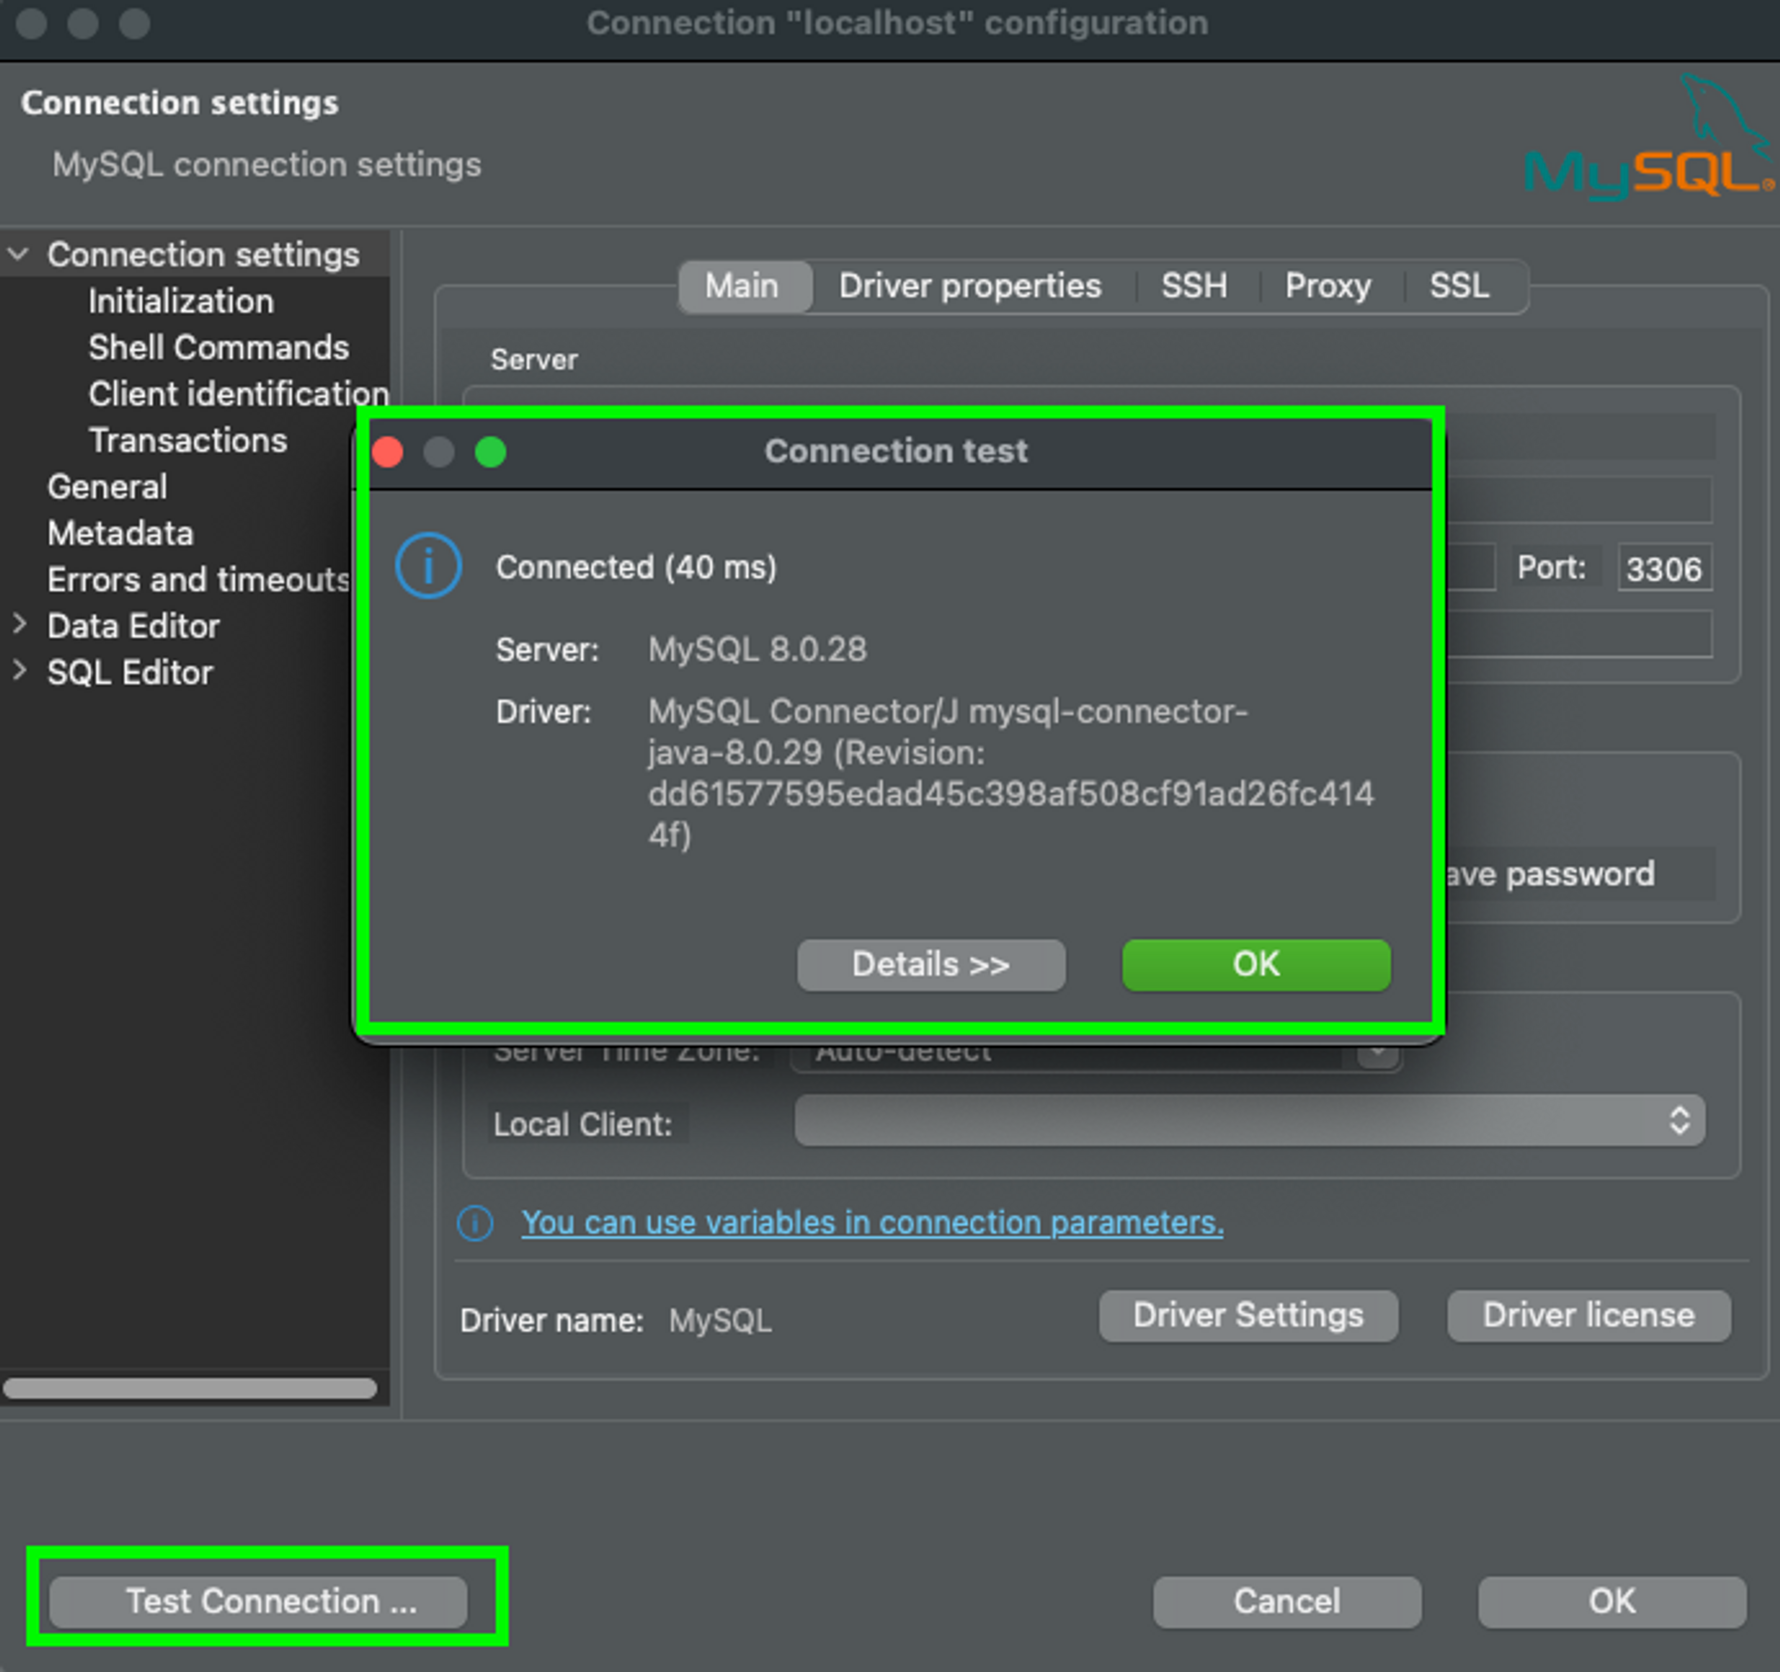 Connection "localhost" configuration
Connection settings
MySQL connection settings
MySQL®
Connection settings
Initialization
Shell Commands
Client identification
Transactions
General
Metadata
Errors and timeouts
Data Editor
SQL Editor
Main Driver properties SSH Proxy SSL
Server
Port: 3306
Connection test
Connected (40 ms)
Server: MySQL 8.0.28
Driver: MySQL Connector/J mysql-connector-
java-8.0.29 (Revision:
dd61577595edad45c398af508cf91ad26fc414
4f)
Details >> OK
ave password
Server Time Zone: Auto-detect
Local Client:
You can use variables in connection parameters.
Driver name: MySQL Driver Settings Driver license
Test Connection ... Cancel OK